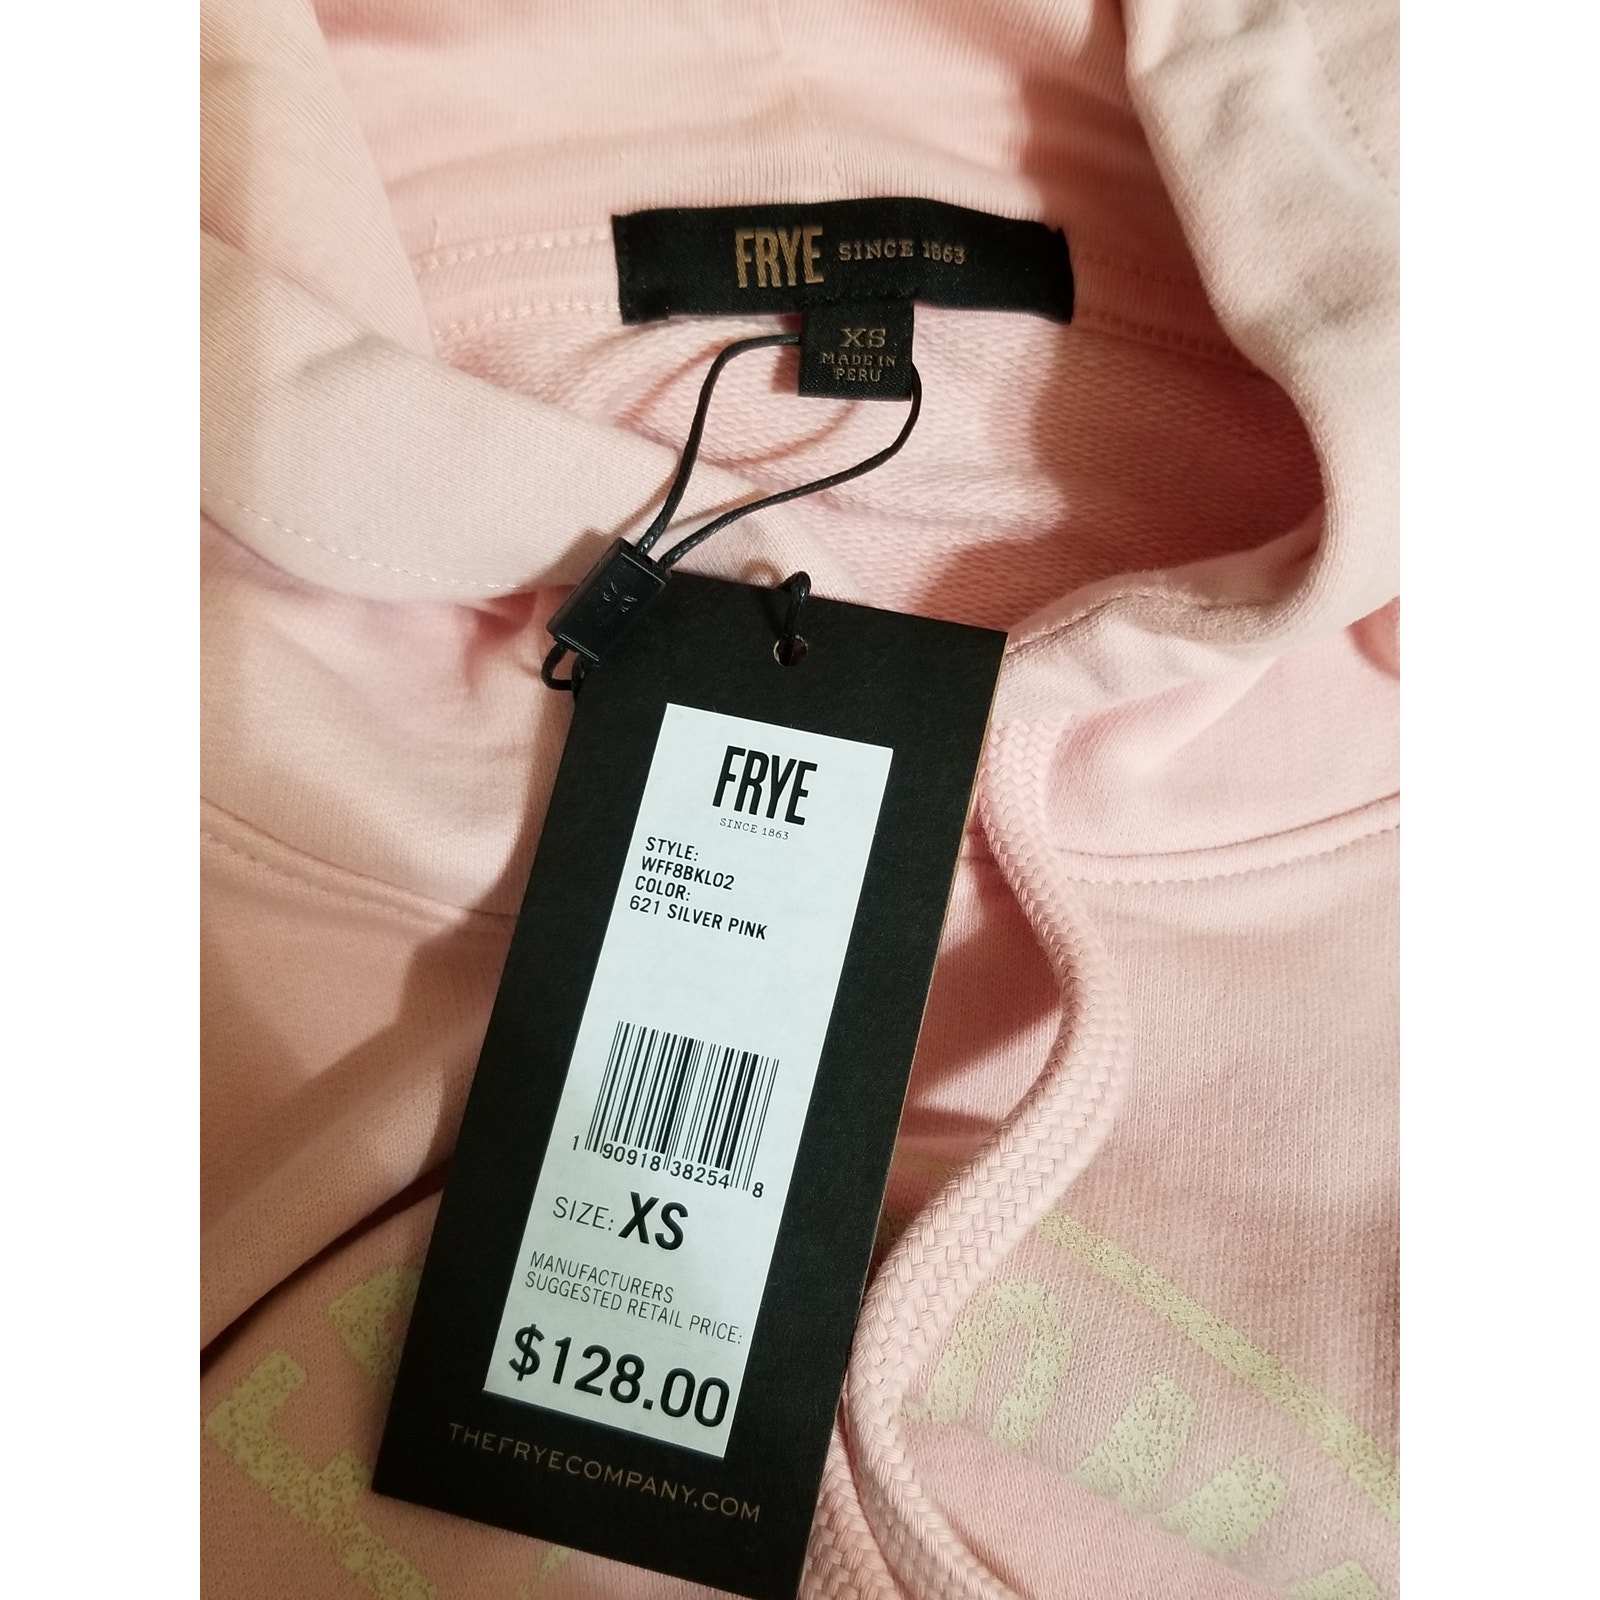 FRYE SINCE 1863
XS
MADE IN
PERU
FRYE
SINCE 1863
STYLE:
WFF8BKL02
COLOR:
621 SILVER PINK
1 90918 38254 8
SIZE: XS
MANUFACTURERS
SUGGESTED RETAIL PRICE:
$128.00
THEFRYECOMPANY.COM